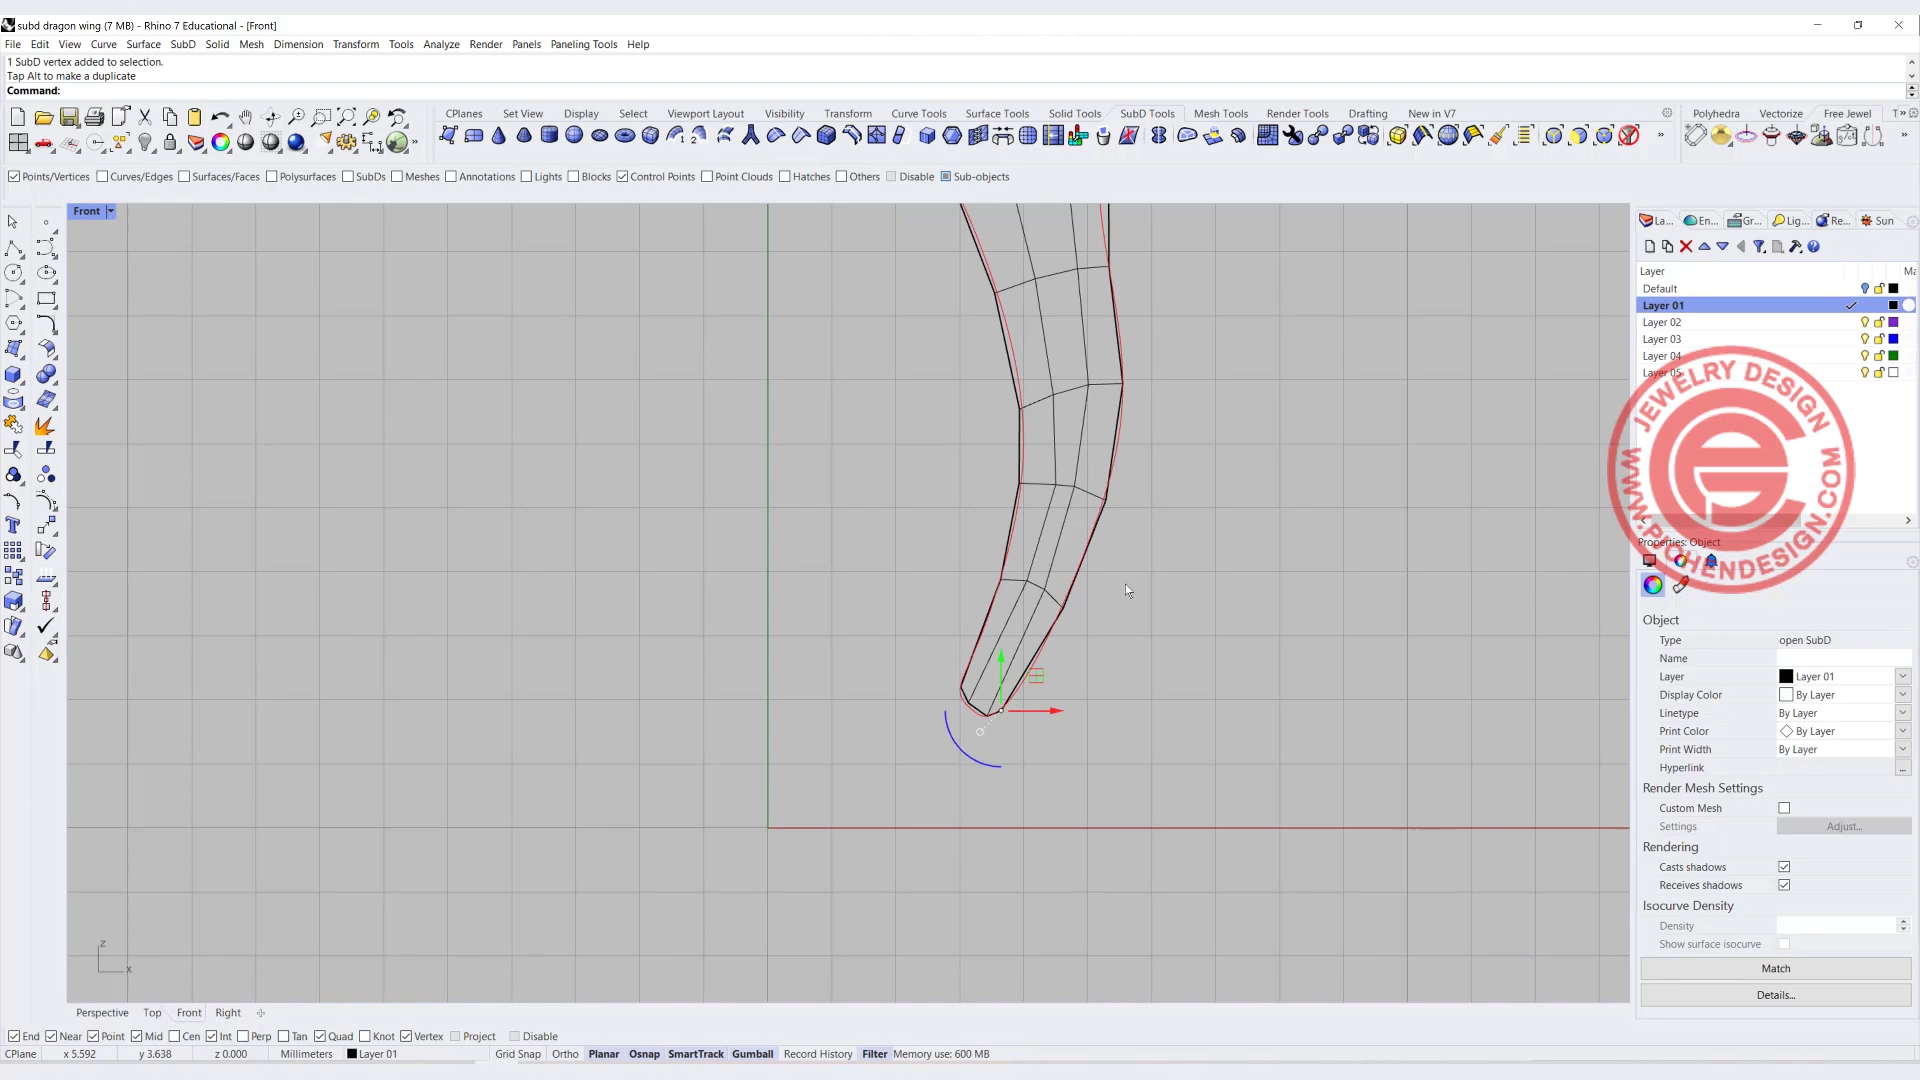 subd dragon wing (7 MB) - Rhino 7 Educational - [Front]
File Edit View Curve Surface SubD Solid Mesh Dimension Transform Tools Analyze Render Panels Paneling Tools Help
1 SubD vertex added to selection.
Tap Alt to make a duplicate
Command:
CPlanes Set View Display Select Viewport Layout Visibility Transform Curve Tools Surface Tools Solid Tools SubD Tools Mesh Tools Render Tools Drafting New in V7
Polyhedra Vectorize Free Jewel
Points/Vertices Curves/Edges Surfaces/Faces Polysurfaces SubDs Meshes Annotations Lights Blocks Control Points Point Clouds Hatches Others Disable Sub-objects
Front
La... En... Gr... Lig... Re... Sun
Layer
Default
Layer 01
Layer 02
Layer 03
Layer 04
Layer 05
JEWELRY DESIGN
WWW.PJCHENDESIGN.COM
Properties: Object
Object
Type open SubD
Name
Layer Layer 01
Display Color By Layer
Linetype By Layer
Print Color By Layer
Print Width By Layer
Hyperlink ...
Render Mesh Settings
Custom Mesh
Settings Adjust...
Rendering
Casts shadows
Receives shadows
Isocurve Density
Density
Show surface isocurve
Match
Details...
z
x
Perspective Top Front Right
End Near Point Mid Cen Int Perp Tan Quad Knot Vertex Project Disable
CPlane x 5.592 y 3.638 z 0.000 Millimeters Layer 01 Grid Snap Ortho Planar Osnap SmartTrack Gumball Record History Filter Memory use: 600 MB